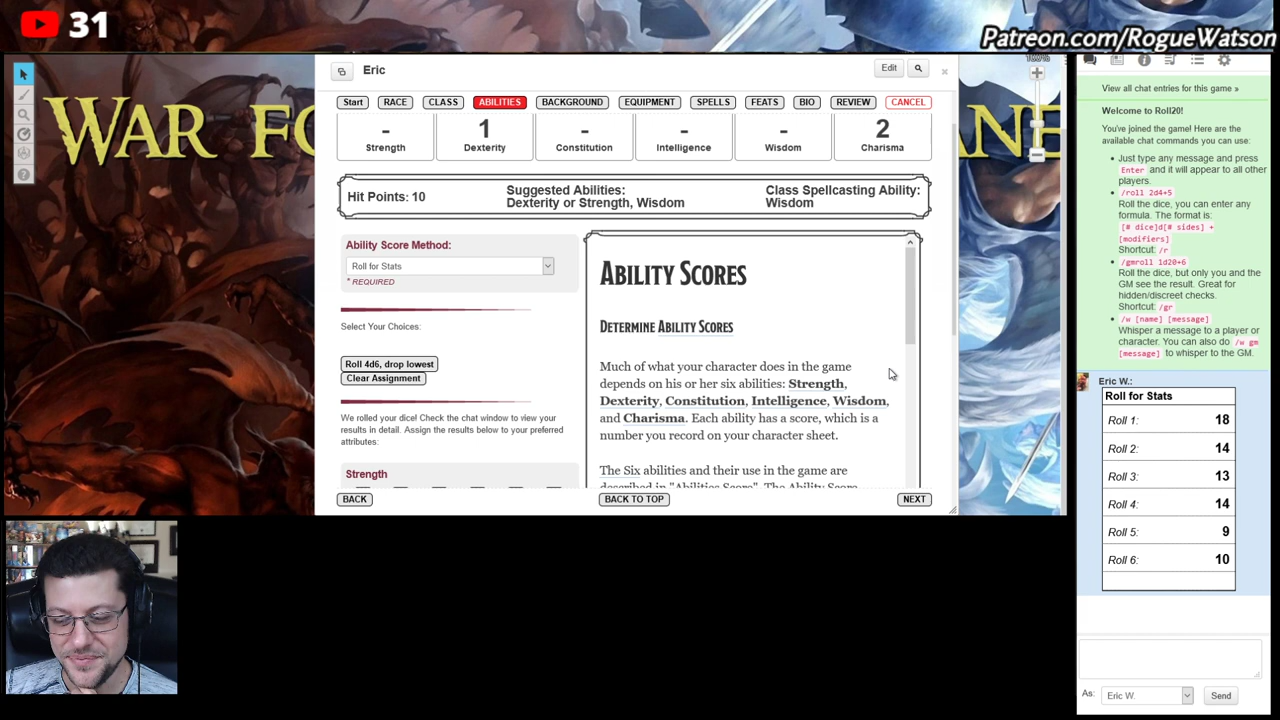 31
Patreon.com/RogueWatson
WAR FO
ANE
100%
Eric
Edit
Start RACE CLASS ABILITIES BACKGROUND EQUIPMENT SPELLS FEATS BIO REVIEW CANCEL
- 1 - - - 2
Strength Dexterity Constitution Intelligence Wisdom Charisma
Hit Points: 10
Suggested Abilities:
Dexterity or Strength, Wisdom
Class Spellcasting Ability:
Wisdom
Ability Score Method:
Roll for Stats
* REQUIRED
Select Your Choices:
Roll 4d6, drop lowest
Clear Assignment
We rolled your dice! Check the chat window to view your
results in detail. Assign the results below to your preferred
attributes:
Strength
Ability Scores
Determine Ability Scores
Much of what your character does in the game
depends on his or her six abilities: Strength,
Dexterity, Constitution, Intelligence, Wisdom,
and Charisma. Each ability has a score, which is a
number you record on your character sheet.
The Six abilities and their use in the game are
described in "Abilities Score". The Ability Score
BACK
BACK TO TOP
NEXT
View all chat entries for this game »
Welcome to Roll20!
You've joined the game! Here are the
available chat commands you can use:
• Just type any message and press
Enter and it will appear to all other
players.
• /roll 2d4+5
Roll the dice, you can enter any
formula. The format is:
[# dice]d[# sides] +
[modifiers]
Shortcut: /r
• /gmroll 1d20+6
Roll the dice, but only you and the
GM see the result. Great for
hidden/discreet checks.
Shortcut: /gr
• /w [name] [message]
Whisper a message to a player or
character. You can also do /w gm
[message] to whisper to the GM.
Eric W.:
Roll for Stats
Roll 1: 18
Roll 2: 14
Roll 3: 13
Roll 4: 14
Roll 5: 9
Roll 6: 10
As: Eric W. Send